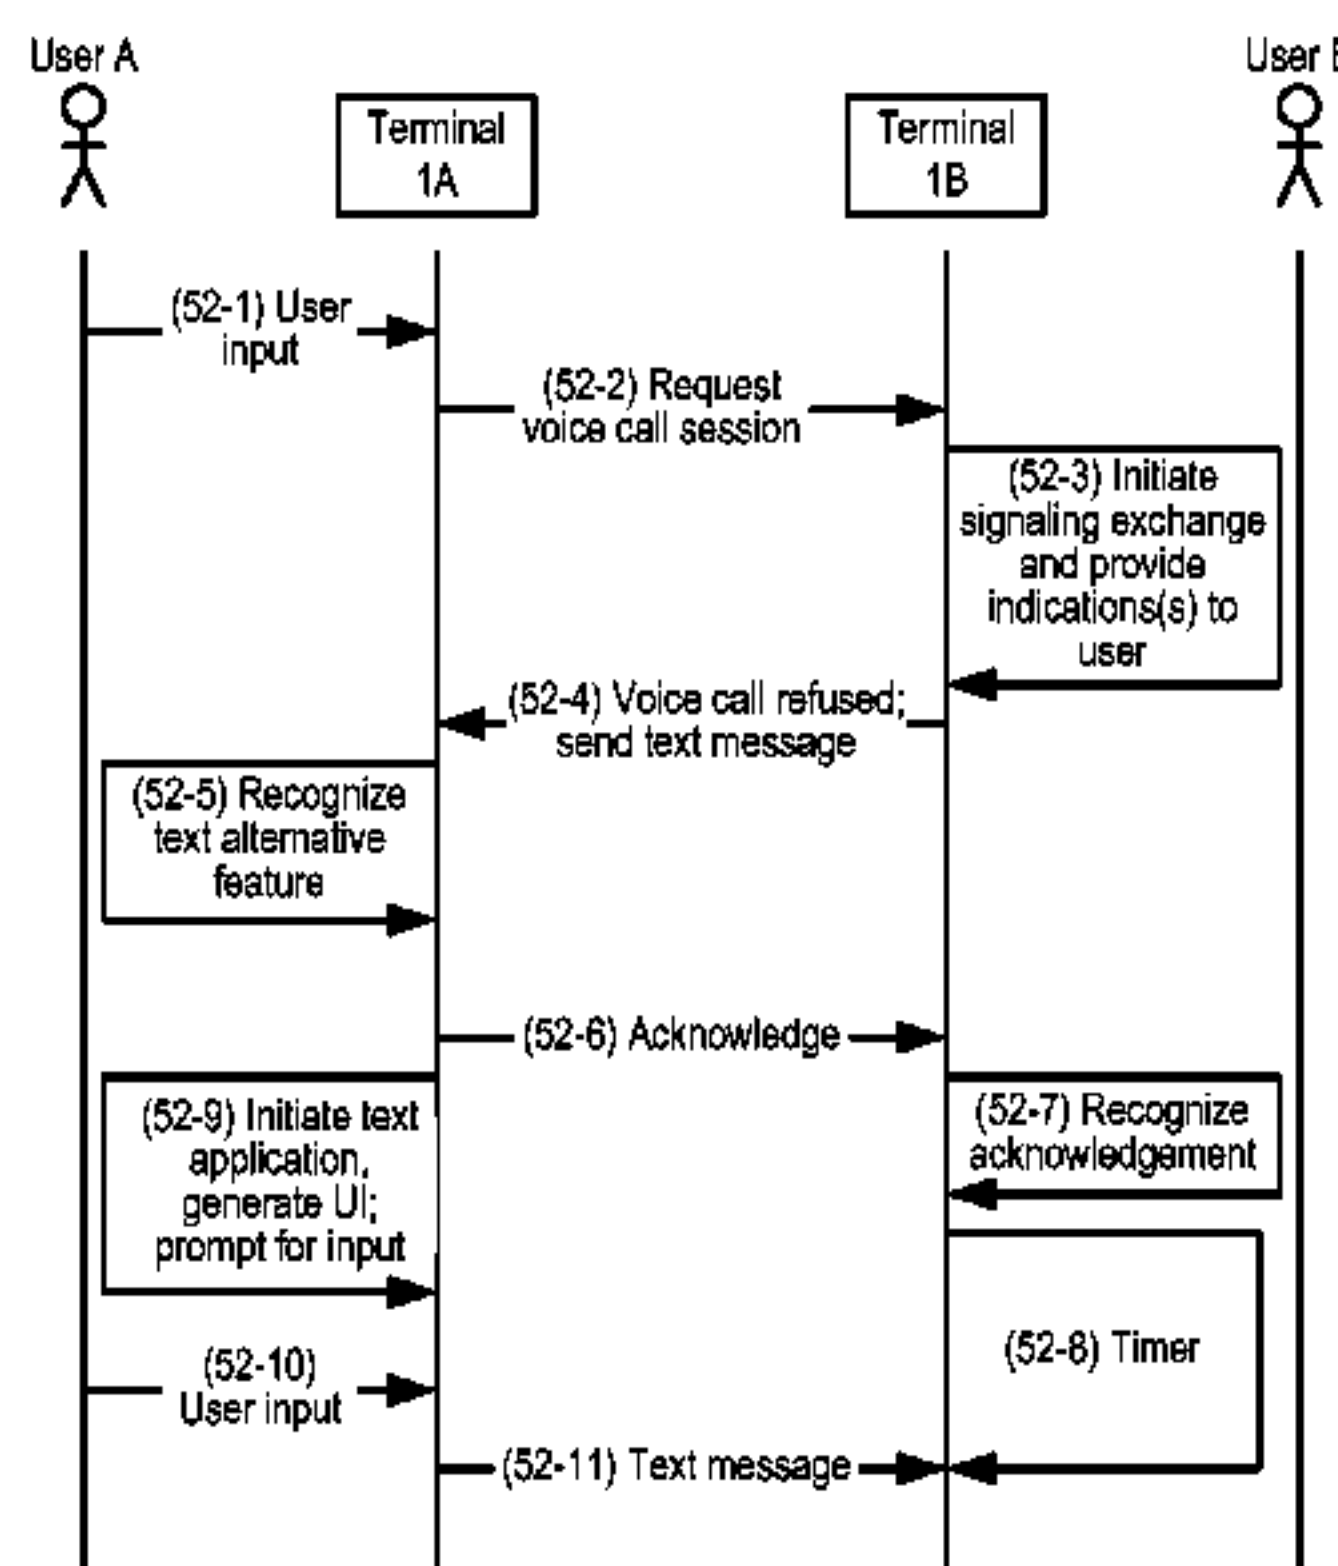 User A
User B
Terminal
1A
Terminal
1B
(52-1) User
input
(52-2) Request
voice call session
(52-3) Initiate
signaling exchange
and provide
indications(s) to
user
(52-4) Voice call refused;
send text message
(52-5) Recognize
text alternative
feature
(52-6) Acknowledge
(52-7) Recognize
acknowledgement
(52-9) Initiate text
application,
generate UI;
prompt for input
(52-8) Timer
(52-10)
User input
(52-11) Text message